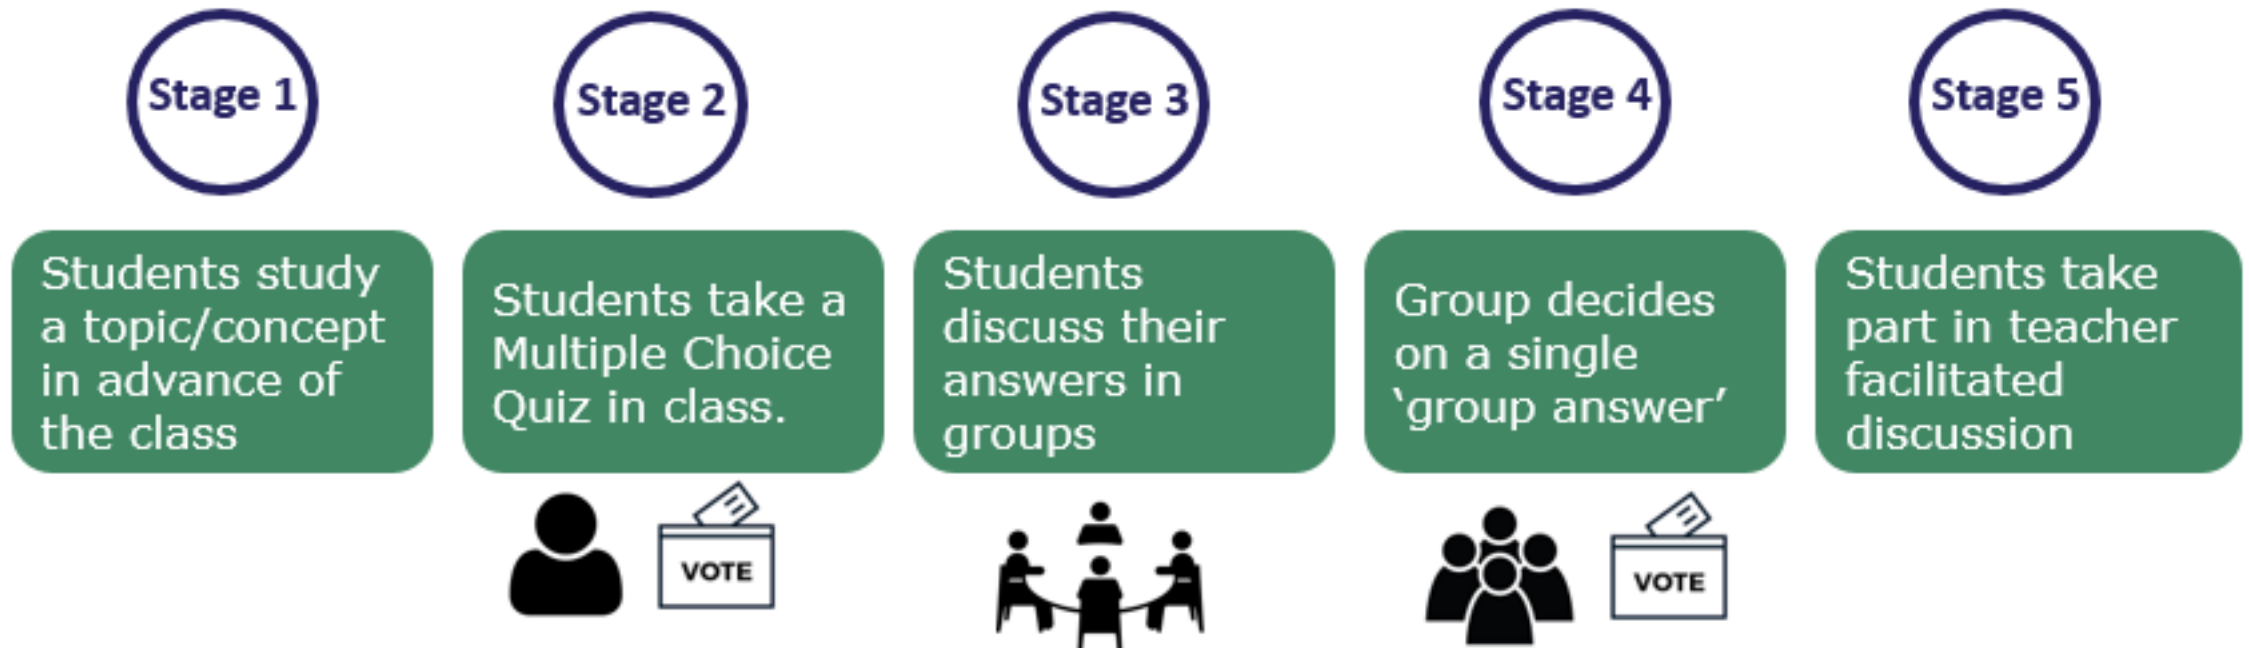 Stage 1
Stage 2
Stage 3
Stage 4
Stage 5
Students study
a topic/concept
in advance of
the class
Students take a
Multiple Choice
Quiz in class.
Students
discuss their
answers in
groups
Group decides
on a single
‘group answer’
Students take
part in teacher
facilitated
discussion
VOTE
VOTE